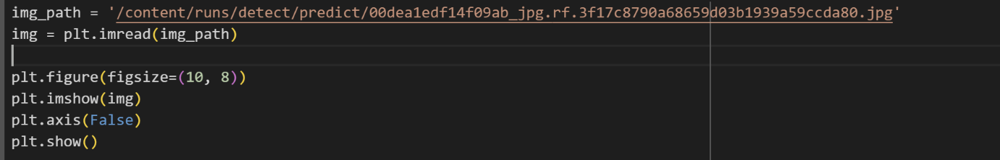 img_path = '/content/runs/detect/predict/00dea1edf14f09ab_jpg.rf.3f17c8790a68659d03b1939a59ccda80.jpg'
img = plt.imread(img_path)
plt.figure(figsize=(10, 8))
plt.imshow(img)
plt.axis(False)
plt.show()